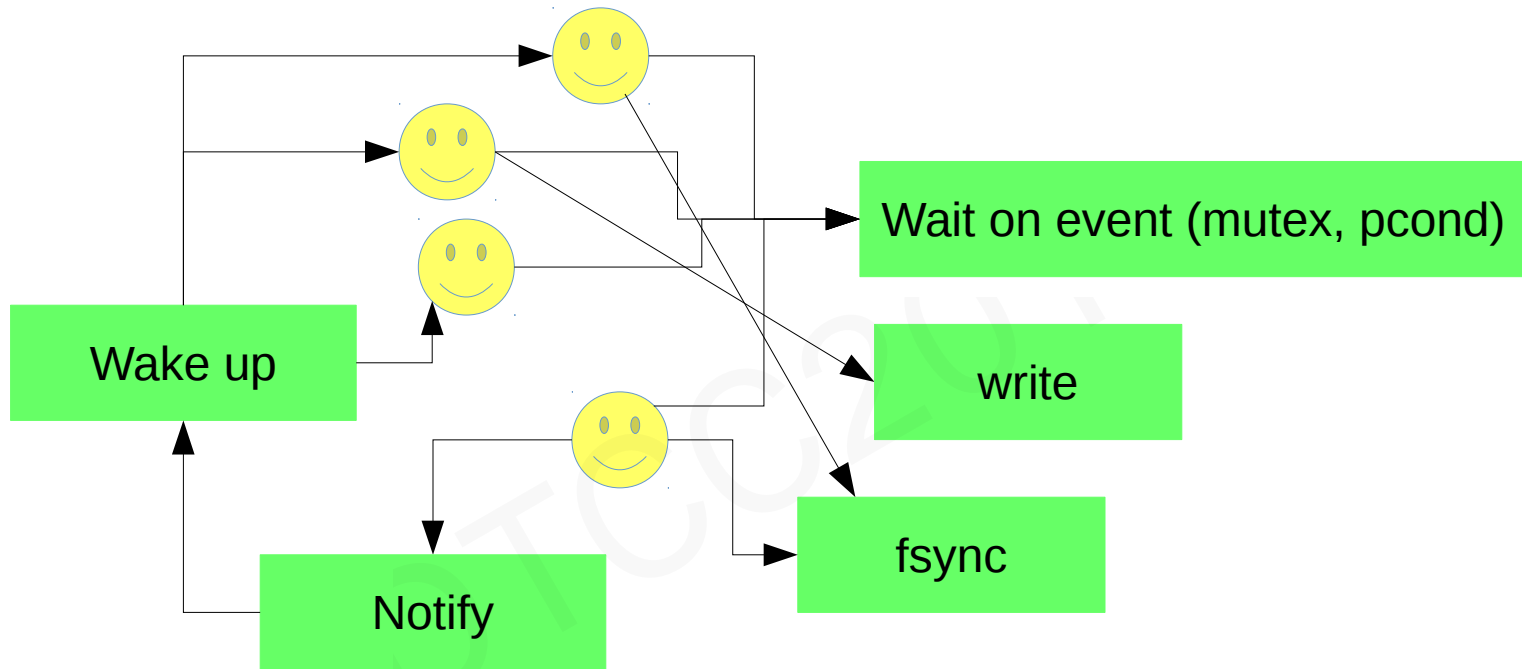 Wait on event (mutex, pcond)
Wake up
write
fsync
Notify